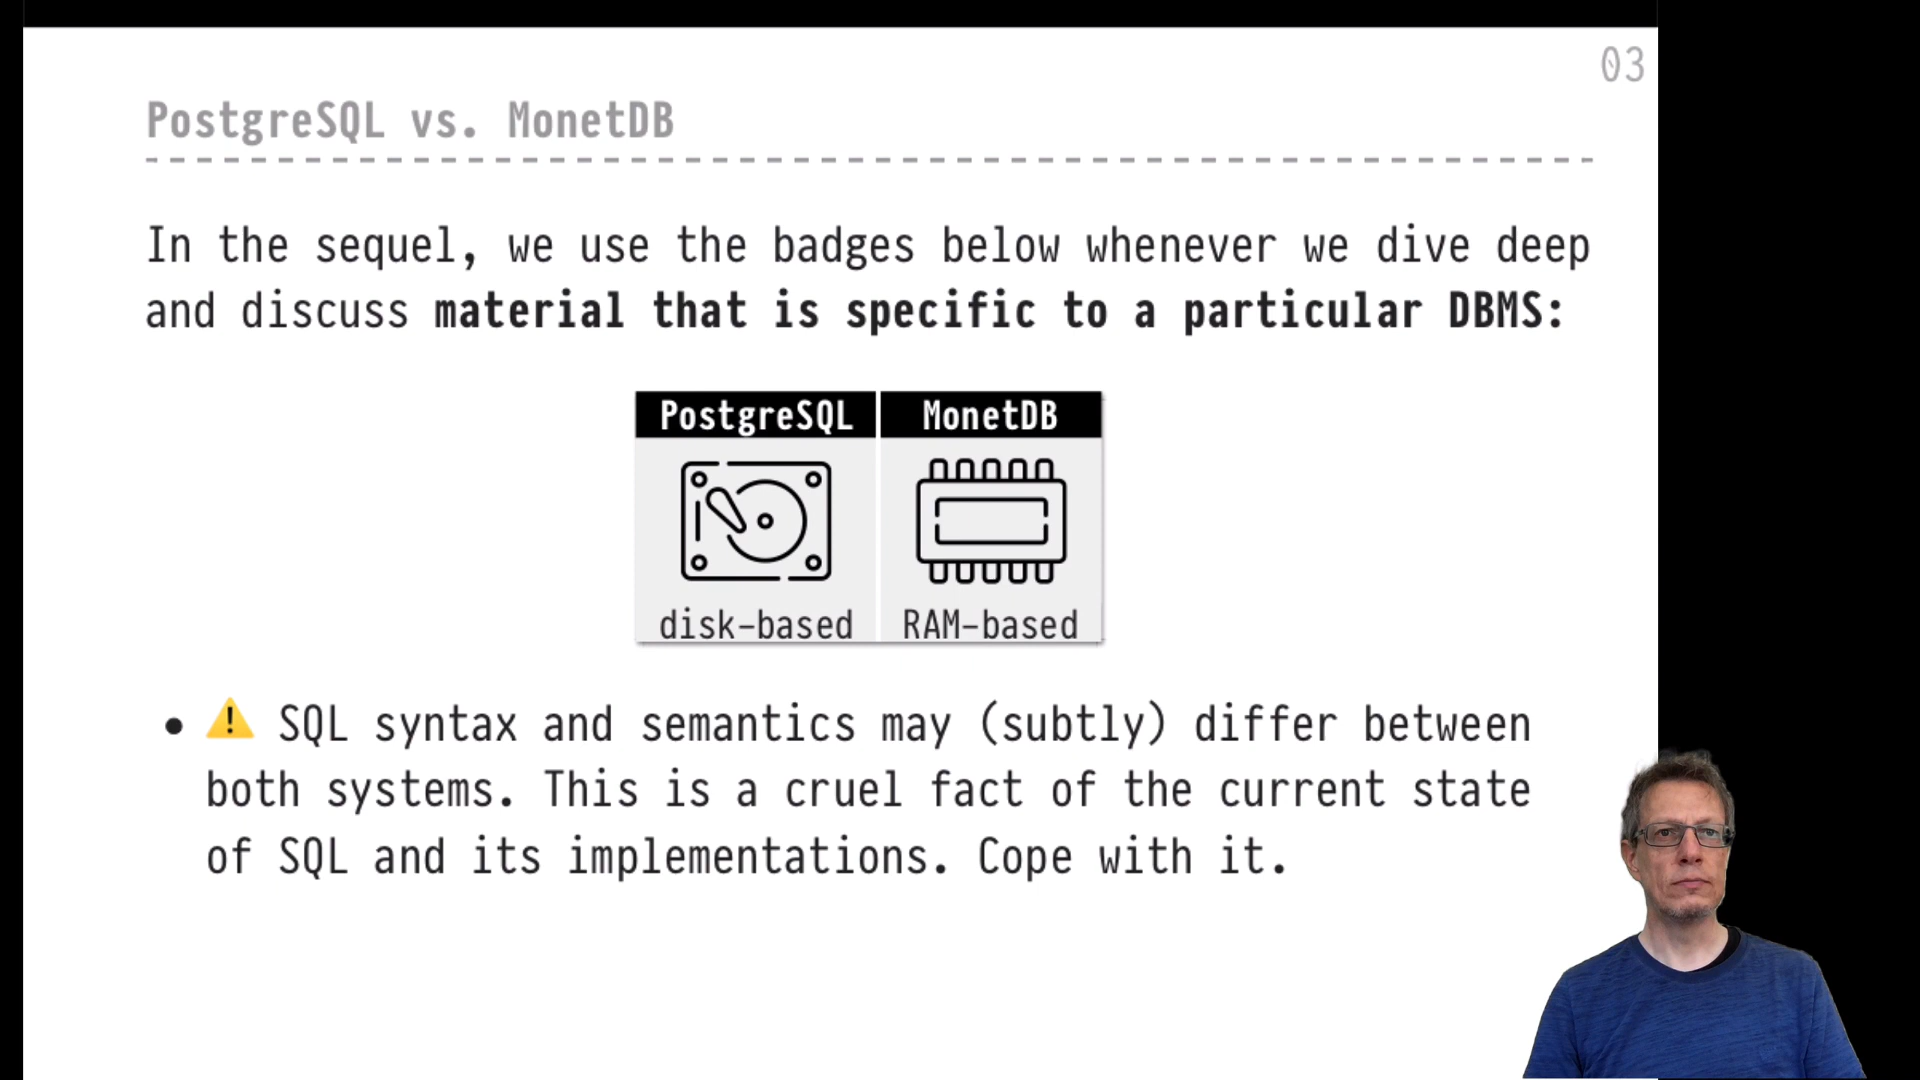 03
PostgreSQL vs. MonetDB
In the sequel, we use the badges below whenever we dive deep
and discuss material that is specific to a particular DBMS:
PostgreSQL MonetDB
disk-based RAM-based
• ⚠️ SQL syntax and semantics may (subtly) differ between
both systems. This is a cruel fact of the current state
of SQL and its implementations. Cope with it.